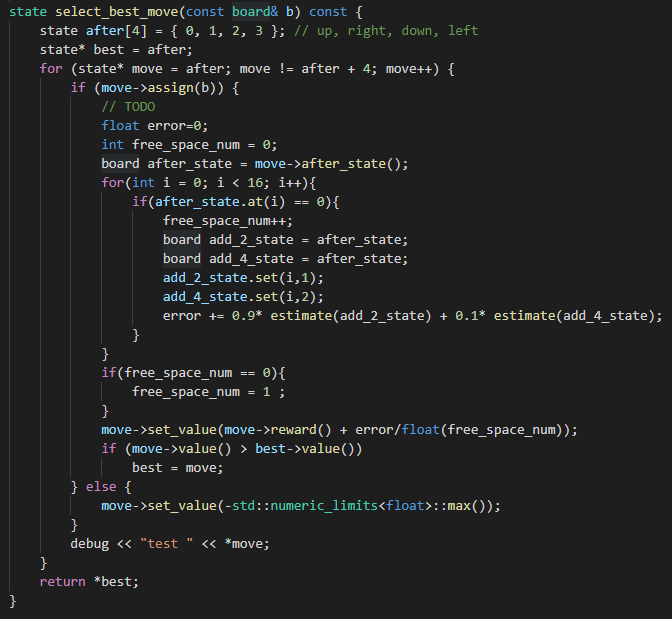 state select_best_move(const board& b) const {
    state after[4] = { 0, 1, 2, 3 }; // up, right, down, left
    state* best = after;
    for (state* move = after; move != after + 4; move++) {
        if (move->assign(b)) {
            // TODO
            float error=0;
            int free_space_num = 0;
            board after_state = move->after_state();
            for(int i = 0; i < 16; i++){
                if(after_state.at(i) == 0){
                    free_space_num++;
                    board add_2_state = after_state;
                    board add_4_state = after_state;
                    add_2_state.set(i,1);
                    add_4_state.set(i,2);
                    error += 0.9* estimate(add_2_state) + 0.1* estimate(add_4_state);
                }
            }
            if(free_space_num == 0){
                free_space_num = 1 ;
            }
            move->set_value(move->reward() + error/float(free_space_num));
            if (move->value() > best->value())
                best = move;
        } else {
            move->set_value(-std::numeric_limits<float>::max());
        }
        debug << "test " << *move;
    }
    return *best;
}